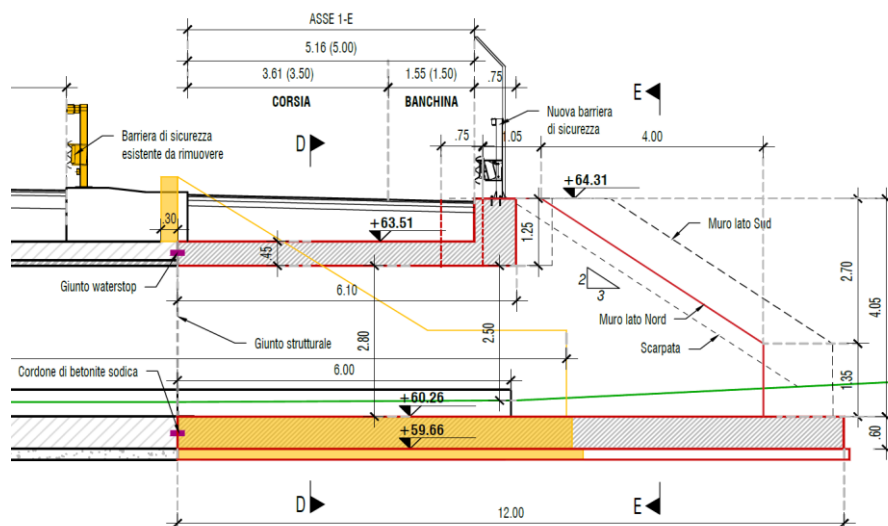 ASSE 1-E
5.16 (5.00)
3.61 (3.50)
1.55 (1.50)
.75
CORSIA
BANCHINA
E
Nuova barriera
di sicurezza
Barriera di sicurezza
esistente da rimuovere
D
.75
1.05
4.00
+64.31
.30
+63.51
1.25
Muro lato Sud
.45
Giunto waterstop
2
3
2.70
6.10
4.05
Giunto strutturale
2.80
2.50
Muro lato Nord
Scarpata
Cordone di betonite sodica
6.00
1.35
+60.26
+59.66
.60
D
E
12.00